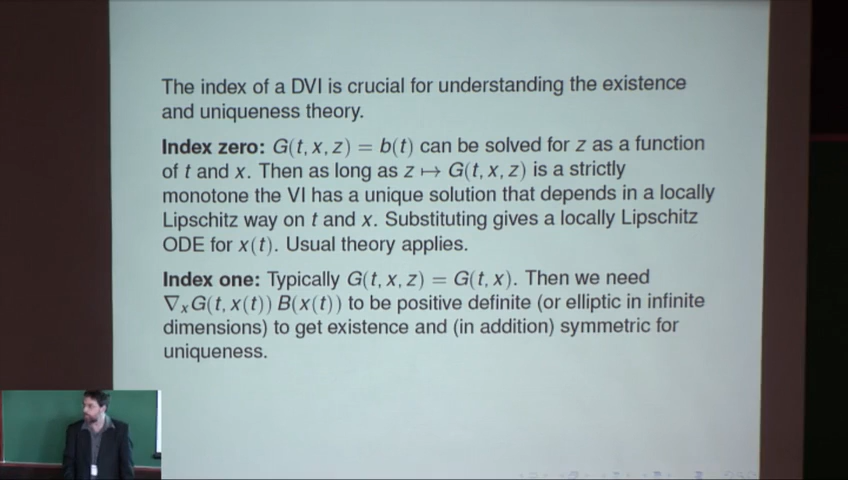 The index of a DVI is crucial for understanding the existence
and uniqueness theory.
Index zero: G(t, x, z) = b(t) can be solved for z as a function
of t and x. Then as long as z ↦ G(t, x, z) is a strictly
monotone the VI has a unique solution that depends in a locally
Lipschitz way on t and x. Substituting gives a locally Lipschitz
ODE for x(t). Usual theory applies.
Index one: Typically G(t, x, z) = G(t, x). Then we need
∇ₓG(t, x(t)) B(x(t)) to be positive definite (or elliptic in infinite
dimensions) to get existence and (in addition) symmetric for
uniqueness.